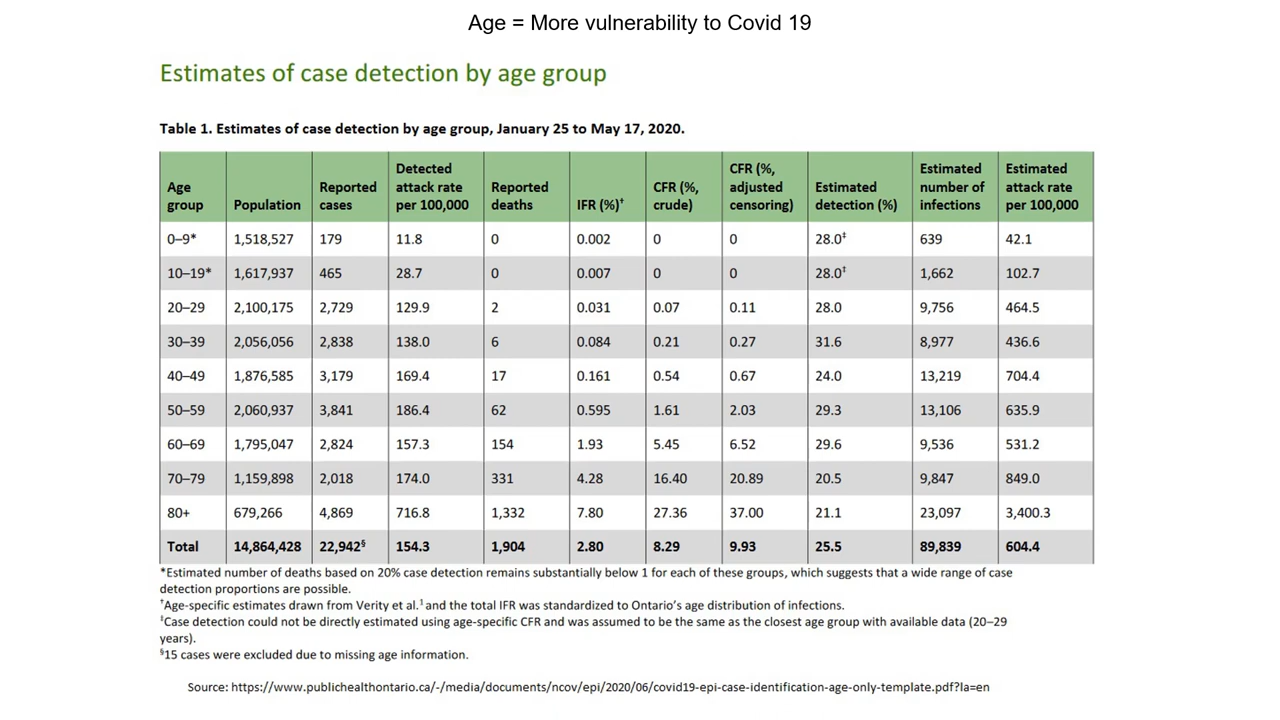 Age = More vulnerability to Covid 19
Estimates of case detection by age group
Table 1. Estimates of case detection by age group, January 25 to May 17, 2020.
Age group Population Reported cases Detected attack rate per 100,000 Reported deaths IFR (%)† CFR (%, crude) CFR (%, adjusted censoring) Estimated detection (%) Estimated number of infections Estimated attack rate per 100,000
0–9* 1,518,527 179 11.8 0 0.002 0 0 28.0‡ 639 42.1
10–19* 1,617,937 465 28.7 0 0.007 0 0 28.0‡ 1,662 102.7
20–29 2,100,175 2,729 129.9 2 0.031 0.07 0.11 28.0 9,756 464.5
30–39 2,056,056 2,838 138.0 6 0.084 0.21 0.27 31.6 8,977 436.6
40–49 1,876,585 3,179 169.4 17 0.161 0.54 0.67 24.0 13,219 704.4
50–59 2,060,937 3,841 186.4 62 0.595 1.61 2.03 29.3 13,106 635.9
60–69 1,795,047 2,824 157.3 154 1.93 5.45 6.52 29.6 9,536 531.2
70–79 1,159,898 2,018 174.0 331 4.28 16.40 20.89 20.5 9,847 849.0
80+ 679,266 4,869 716.8 1,332 7.80 27.36 37.00 21.1 23,097 3,400.3
Total 14,864,428 22,942§ 154.3 1,904 2.80 8.29 9.93 25.5 89,839 604.4
*Estimated number of deaths based on 20% case detection remains substantially below 1 for each of these groups, which suggests that a wide range of case
detection proportions are possible.
†Age-specific estimates drawn from Verity et al.1 and the total IFR was standardized to Ontario's age distribution of infections.
‡Case detection could not be directly estimated using age-specific CFR and was assumed to be the same as the closest age group with available data (20–29
years).
§15 cases were excluded due to missing age information.
Source: https://www.publichealthontario.ca/-/media/documents/ncov/epi/2020/06/covid19-epi-case-identification-age-only-template.pdf?la=en